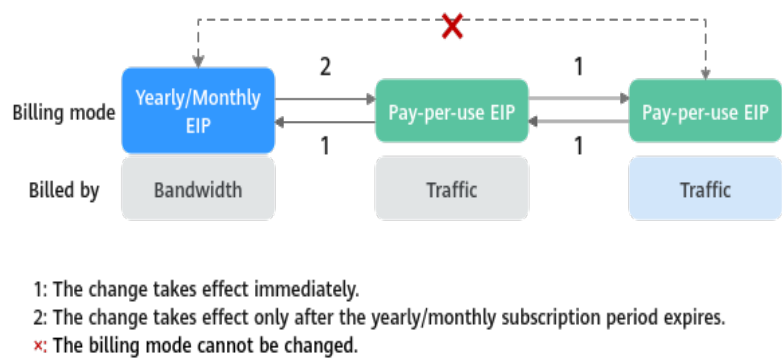 2
1
Billing mode
Yearly/Monthly
EIP
Pay-per-use EIP
Pay-per-use EIP
1
1
Billed by
Bandwidth
Traffic
Traffic
1: The change takes effect immediately.
2: The change takes effect only after the yearly/monthly subscription period expires.
×: The billing mode cannot be changed.